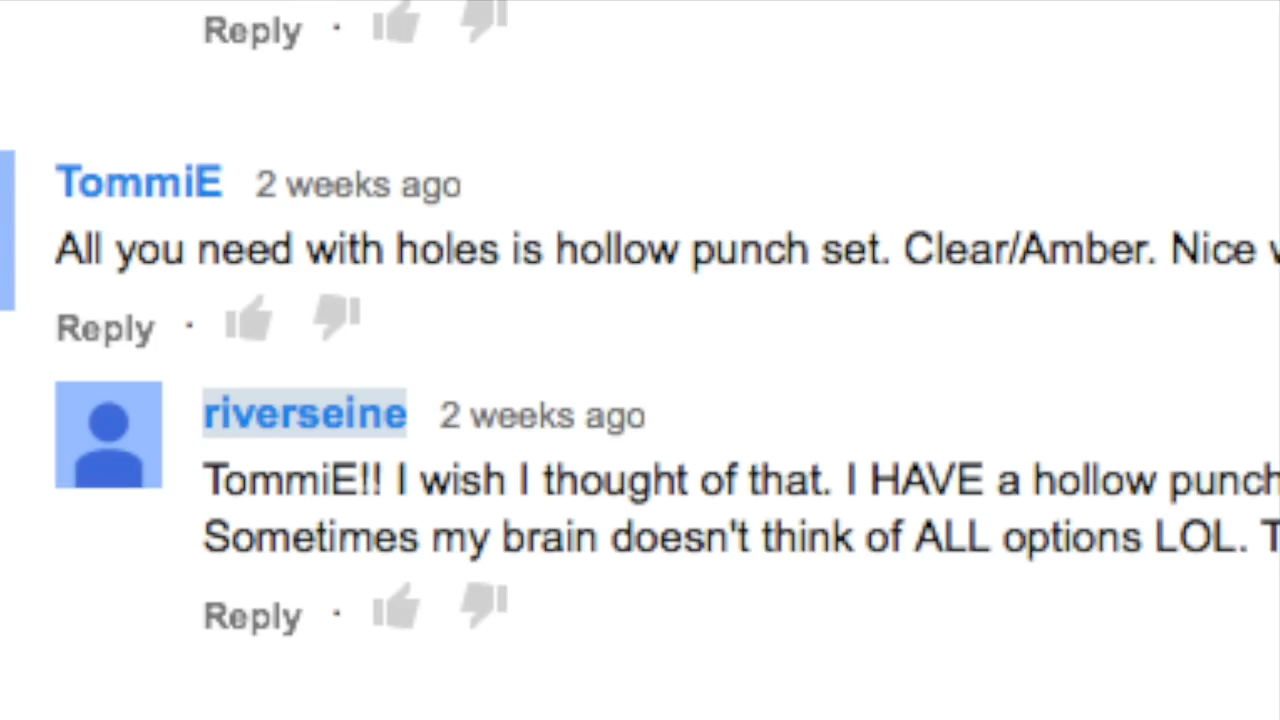 Reply ·
TommiE 2 weeks ago
All you need with holes is hollow punch set. Clear/Amber. Nice
Reply ·
riverseine 2 weeks ago
TommiE!! I wish I thought of that. I HAVE a hollow punch
Sometimes my brain doesn't think of ALL options LOL. T
Reply ·